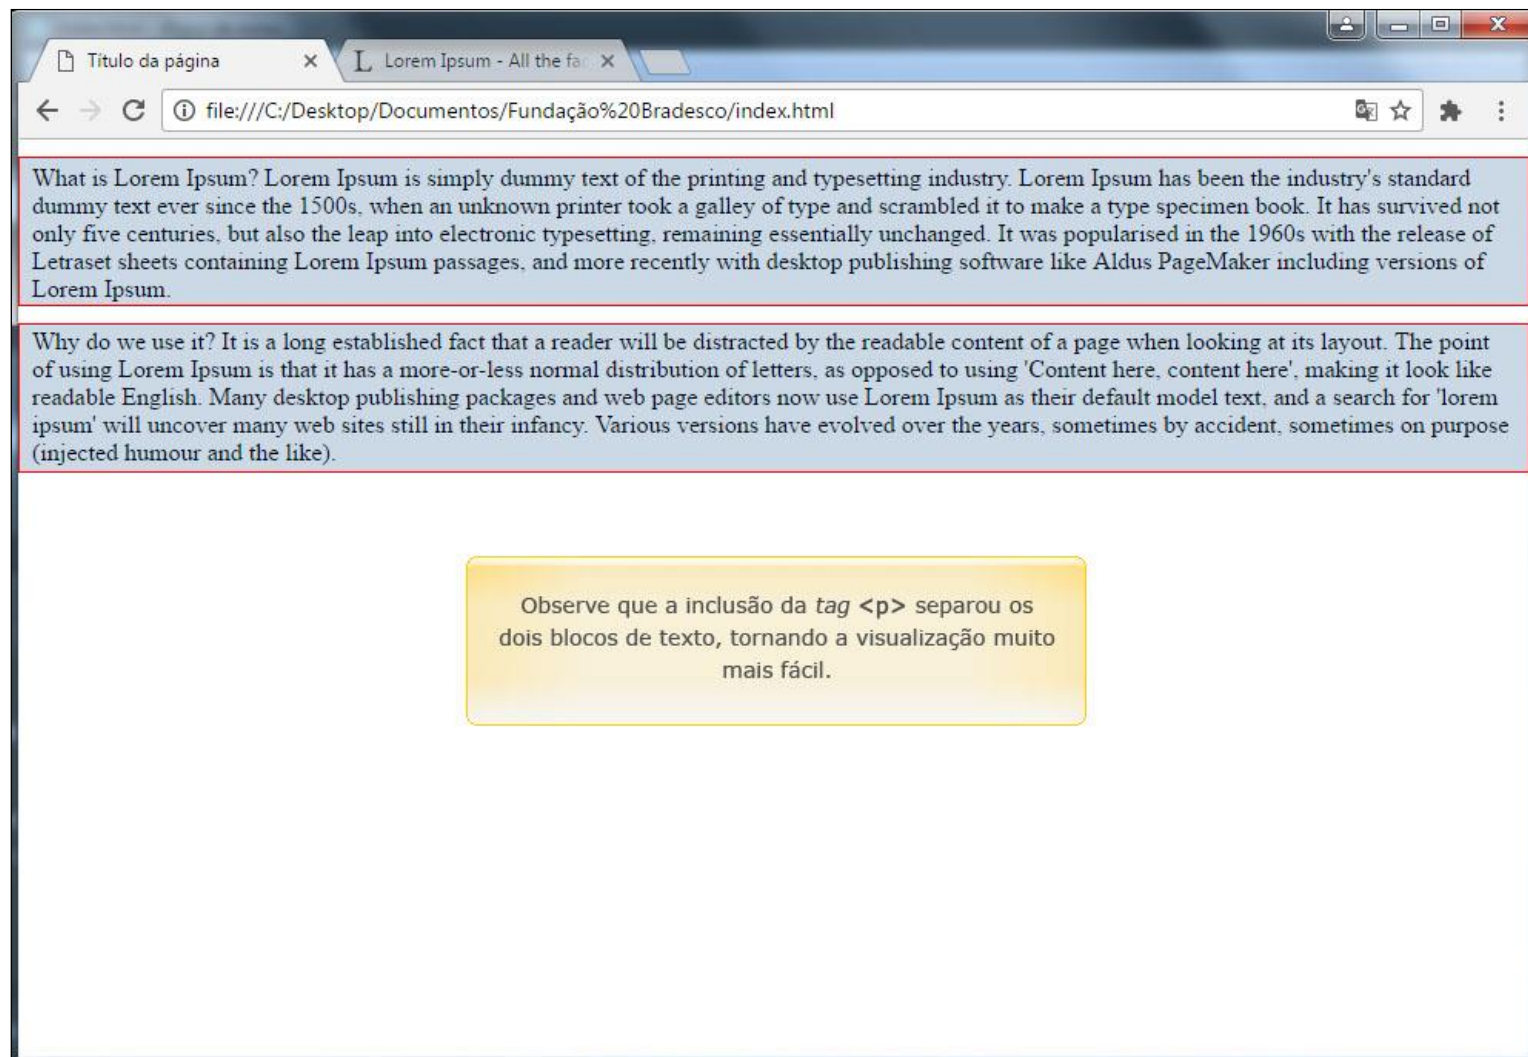 Título da página
Lorem Ipsum - All the fa
file:///C:/Desktop/Documentos/Fundação%20Bradesco/index.html
What is Lorem Ipsum? Lorem Ipsum is simply dummy text of the printing and typesetting industry. Lorem Ipsum has been the industry's standard
dummy text ever since the 1500s, when an unknown printer took a galley of type and scrambled it to make a type specimen book. It has survived not
only five centuries, but also the leap into electronic typesetting, remaining essentially unchanged. It was popularised in the 1960s with the release of
Letraset sheets containing Lorem Ipsum passages, and more recently with desktop publishing software like Aldus PageMaker including versions of
Lorem Ipsum.
Why do we use it? It is a long established fact that a reader will be distracted by the readable content of a page when looking at its layout. The point
of using Lorem Ipsum is that it has a more-or-less normal distribution of letters, as opposed to using 'Content here, content here', making it look like
readable English. Many desktop publishing packages and web page editors now use Lorem Ipsum as their default model text, and a search for 'lorem
ipsum' will uncover many web sites still in their infancy. Various versions have evolved over the years, sometimes by accident, sometimes on purpose
(injected humour and the like).
Observe que a inclusão da tag <p> separou os
dois blocos de texto, tornando a visualização muito
mais fácil.